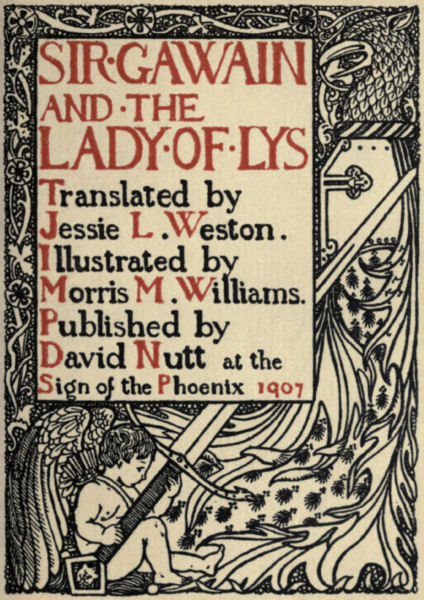 SIR·GAWAIN
AND·THE
LADY·OF·LYS
Translated by
Jessie L. Weston.
Illustrated by
Morris M. Williams.
Published by
David Nutt at the
Sign of the Phoenix 1907